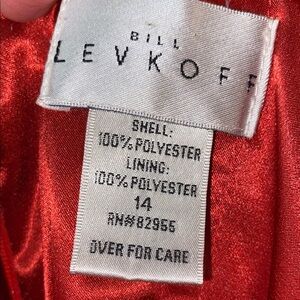 BILL
LEVKOFF
SHELL:
100% POLYESTER
LINING:
100% POLYESTER
14
RN#82955
OVER FOR CARE